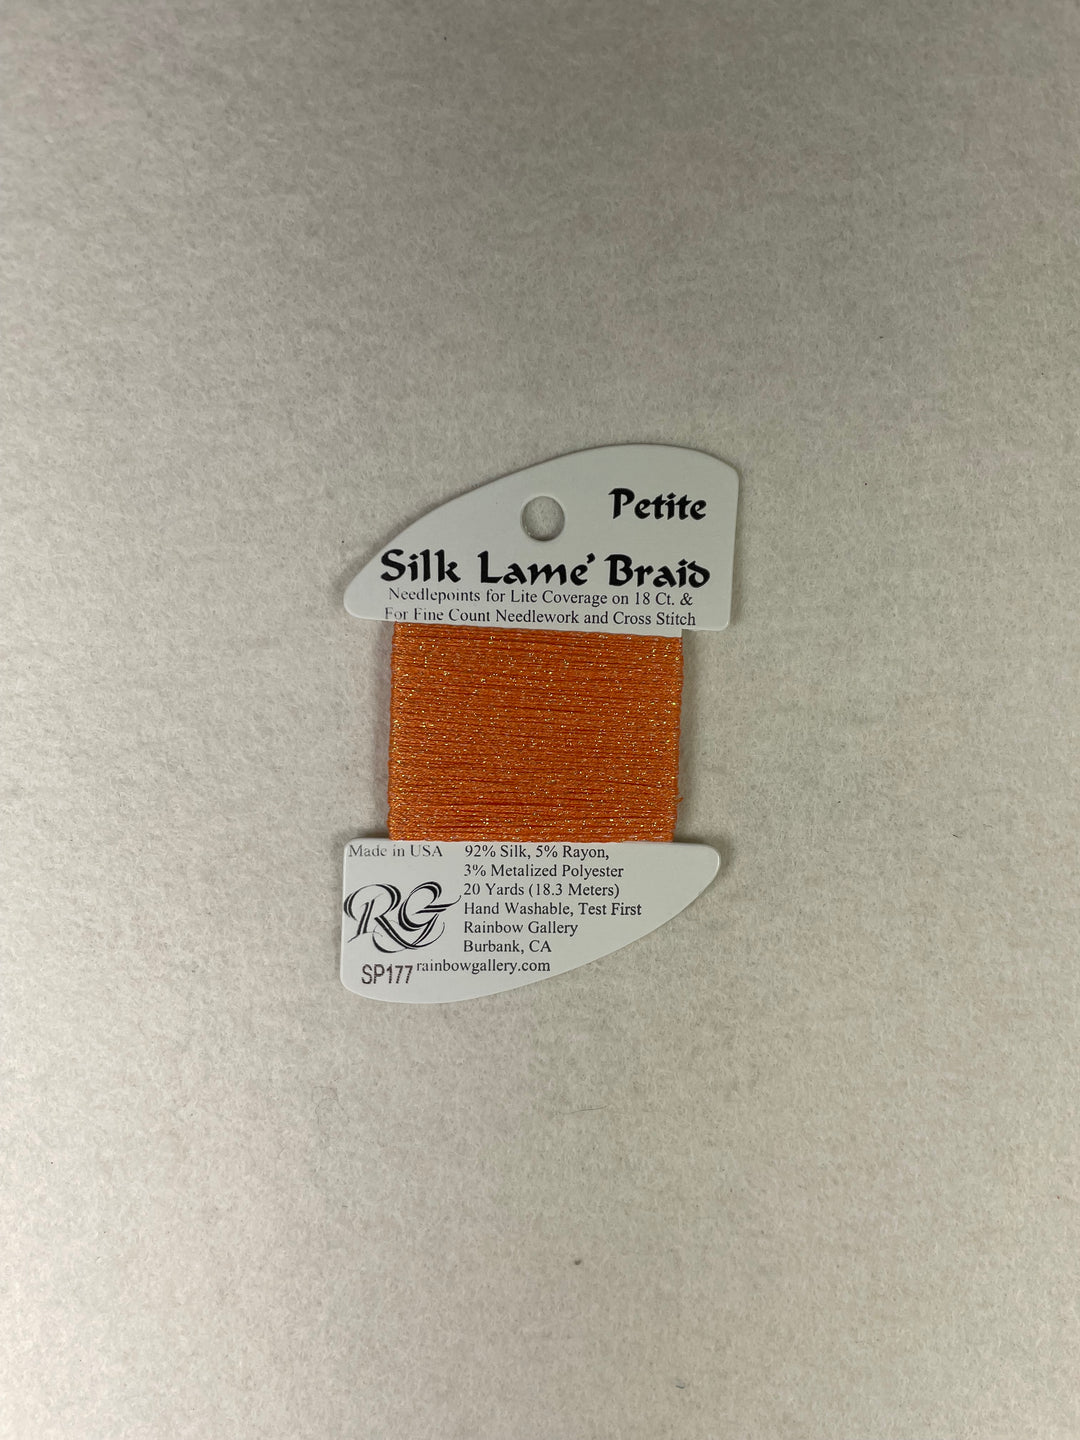 Petite
Silk Lamé Braid
Needlepoints for Lite Coverage on 18 Ct. &
For Fine Count Needlework and Cross Stitch
Made in USA
92% Silk, 5% Rayon,
3% Metalized Polyester
20 Yards (18.3 Meters)
Hand Washable, Test First
Rainbow Gallery
Burbank, CA
rainbowgallery.com
RG
SP177